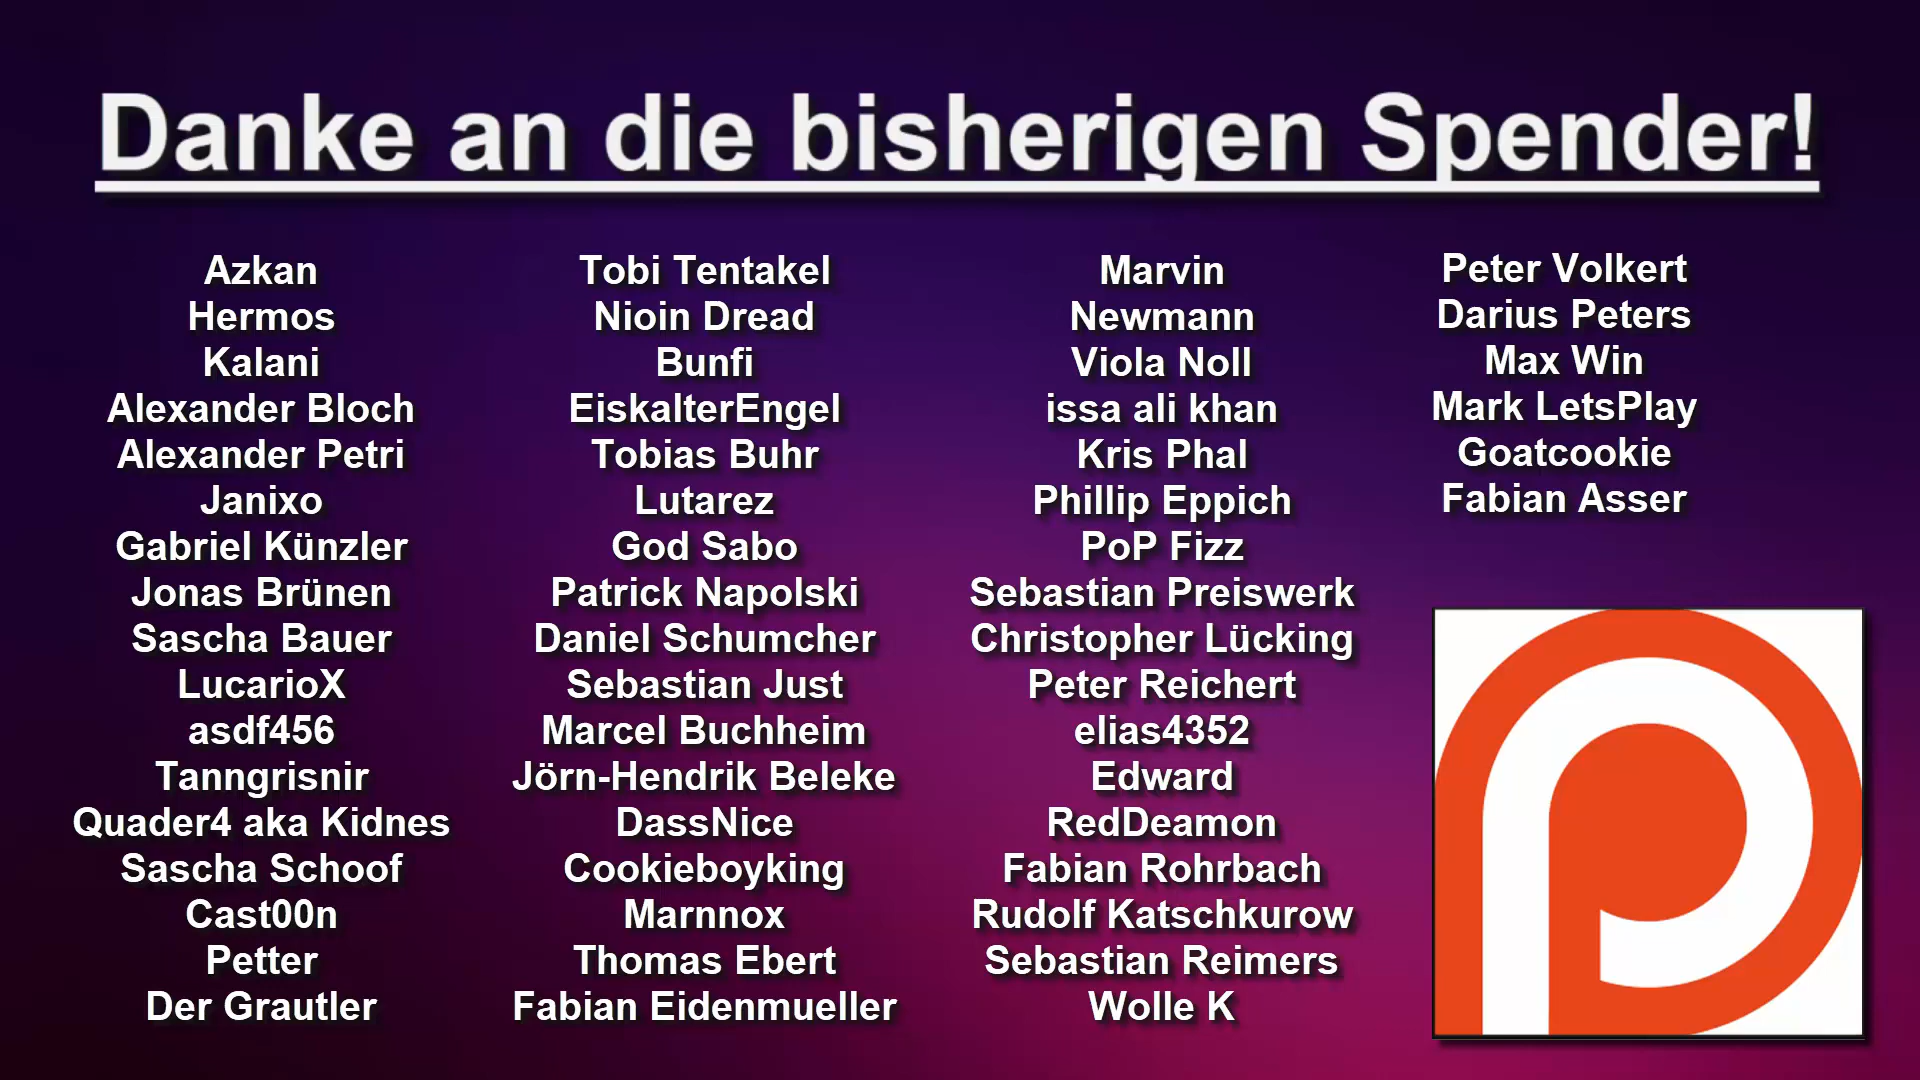 Danke an die bisherigen Spender!
Azkan
Hermos
Kalani
Alexander Bloch
Alexander Petri
Janixo
Gabriel Künzler
Jonas Brünen
Sascha Bauer
LucarioX
asdf456
Tanngrisnir
Quader4 aka Kidnes
Sascha Schoof
Cast00n
Petter
Der Grautler
Tobi Tentakel
Nioin Dread
Bunfi
EiskalterEngel
Tobias Buhr
Lutarez
God Sabo
Patrick Napolski
Daniel Schumcher
Sebastian Just
Marcel Buchheim
Jörn-Hendrik Beleke
DassNice
Cookieboyking
Marnnox
Thomas Ebert
Fabian Eidenmueller
Marvin
Newmann
Viola Noll
issa ali khan
Kris Phal
Phillip Eppich
PoP Fizz
Sebastian Preiswerk
Christopher Lücking
Peter Reichert
elias4352
Edward
RedDeamon
Fabian Rohrbach
Rudolf Katschkurow
Sebastian Reimers
Wolle K
Peter Volkert
Darius Peters
Max Win
Mark LetsPlay
Goatcookie
Fabian Asser